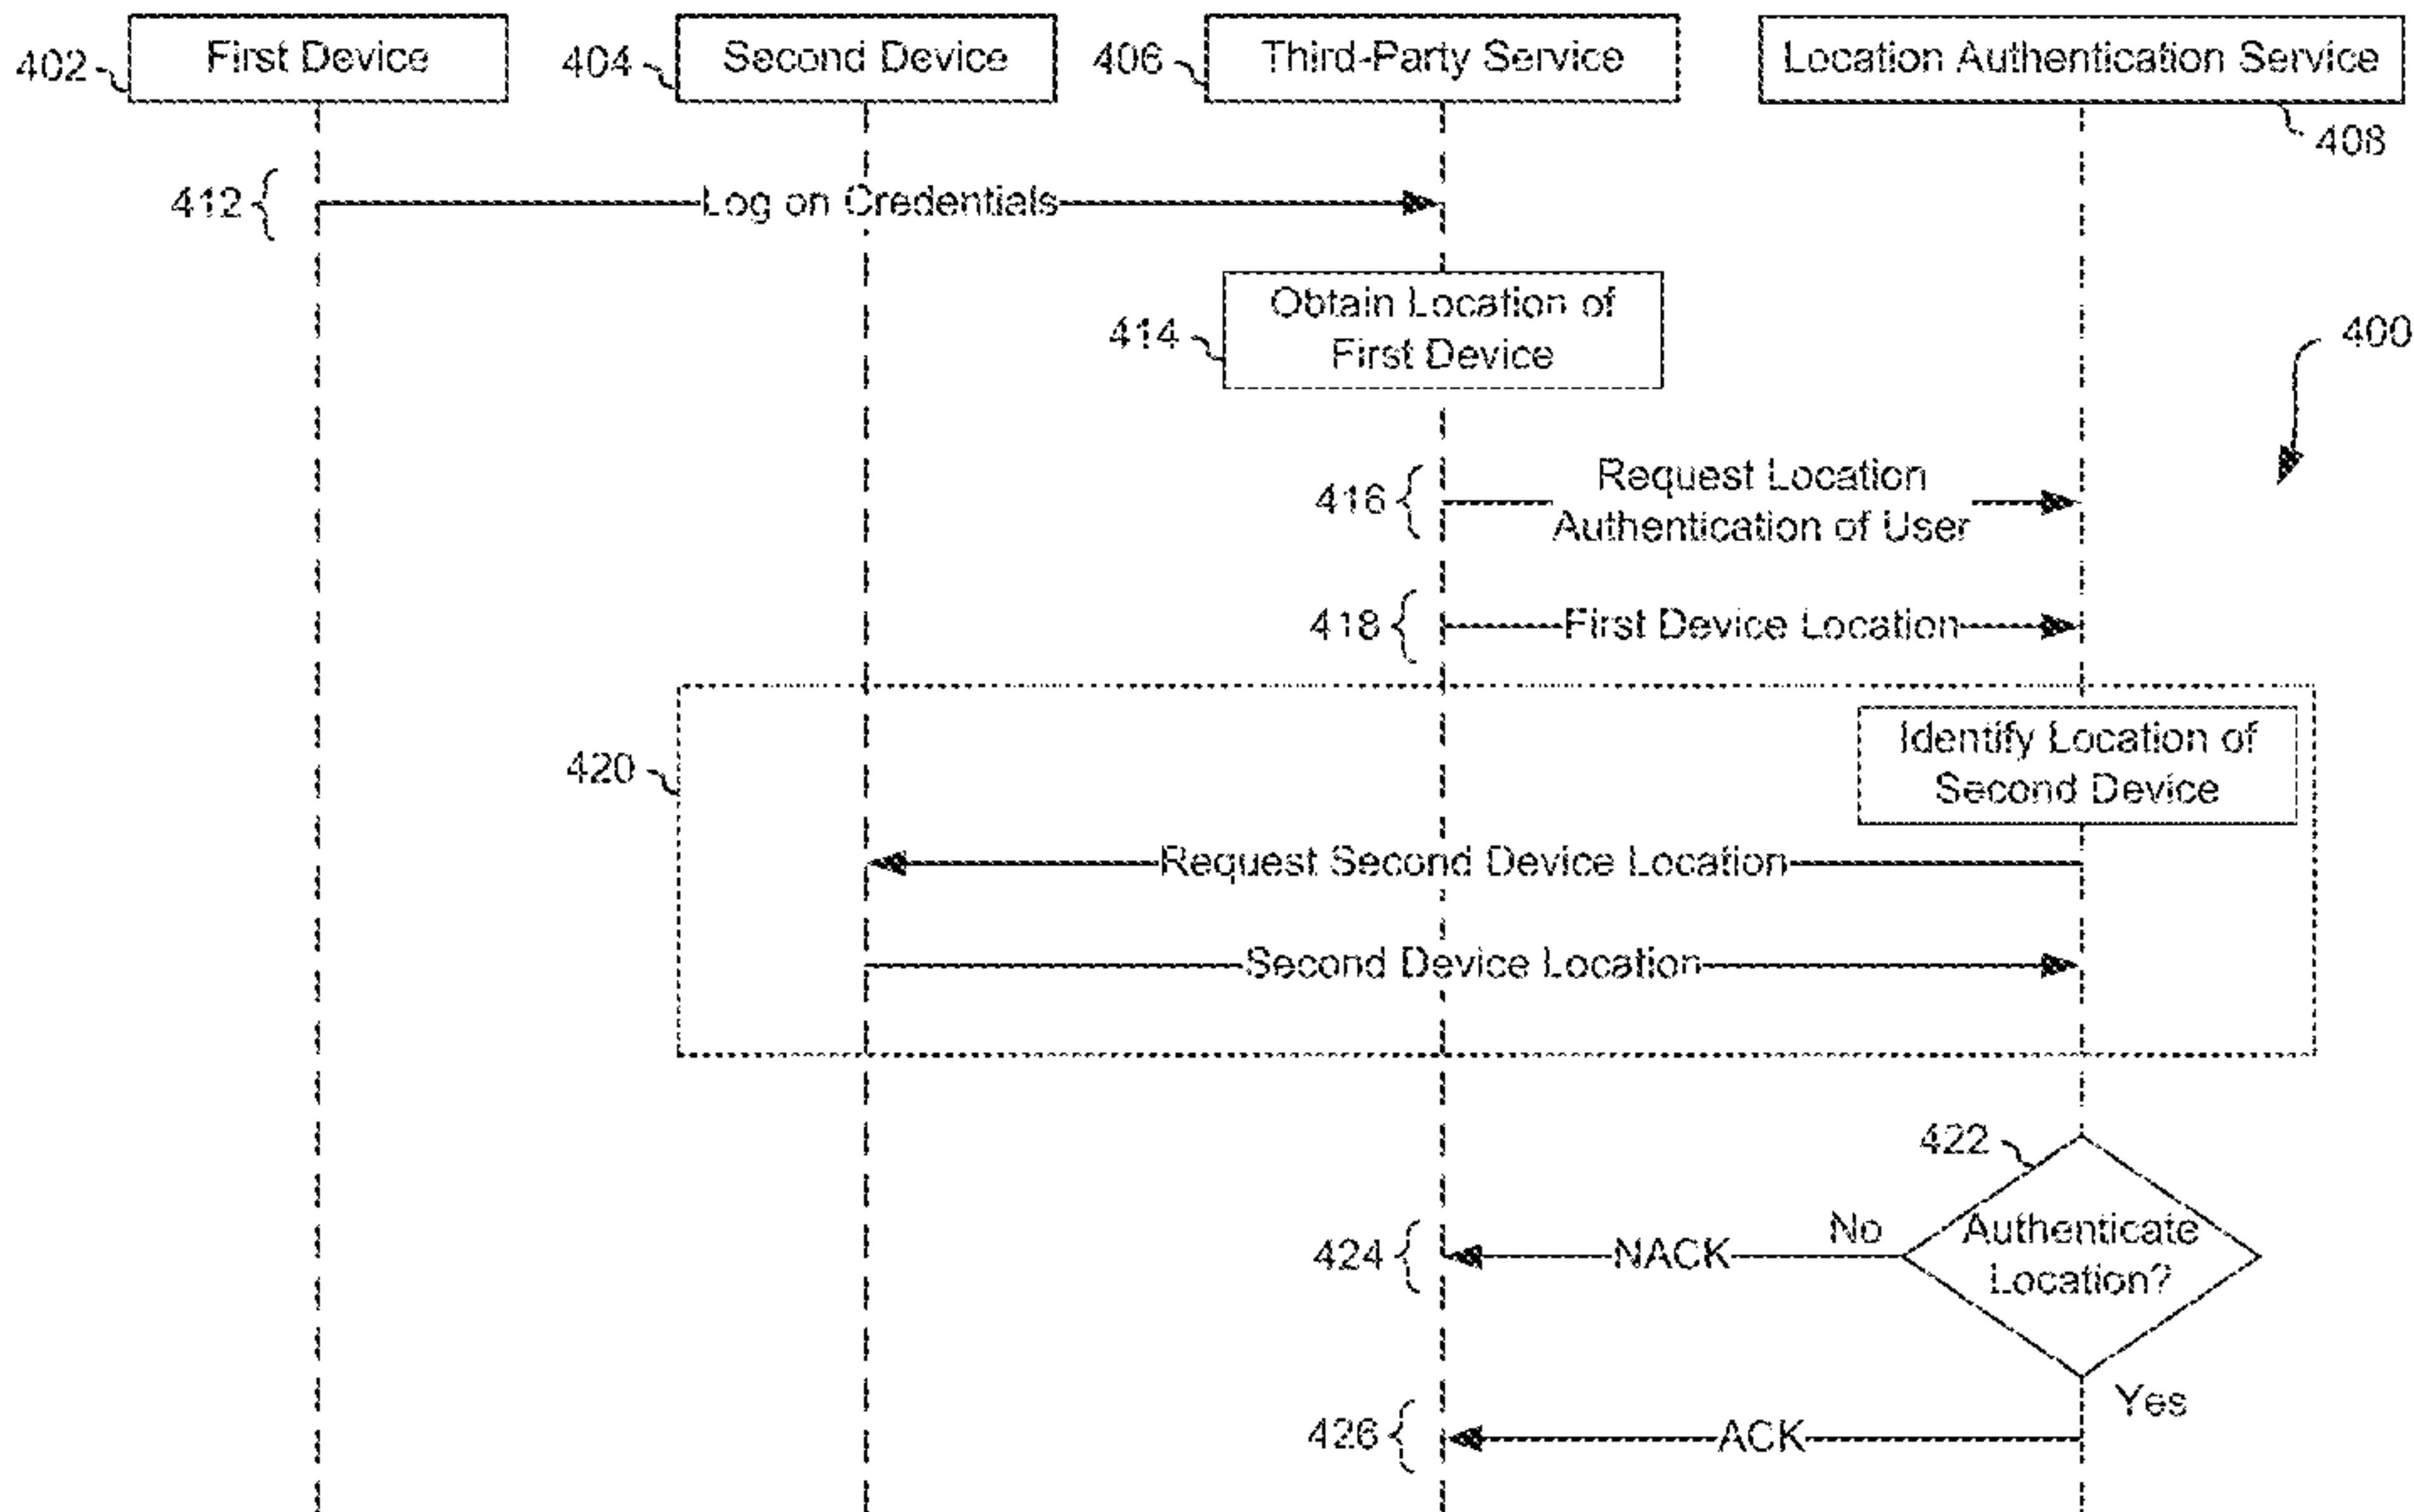 402 First Device 404 Second Device 406 Third-Party Service Location Authentication Service
408
412 Log on Credentials
414 Obtain Location of
First Device
400
416 Request Location
Authentication of User
418 First Device Location
420 Identify Location of
Second Device
Request Second Device Location
Second Device Location
422
424 NACK No Authenticate
Location?
Yes
426 ACK